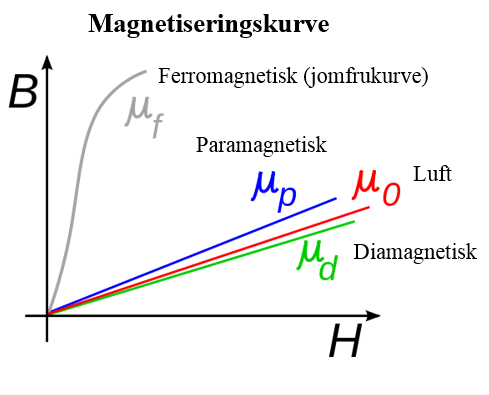 Magnetiseringskurve
B
Ferromagnetisk (jomfrukurve)
μf
Paramagnetisk
μp
μ0
Luft
μd
Diamagnetisk
H